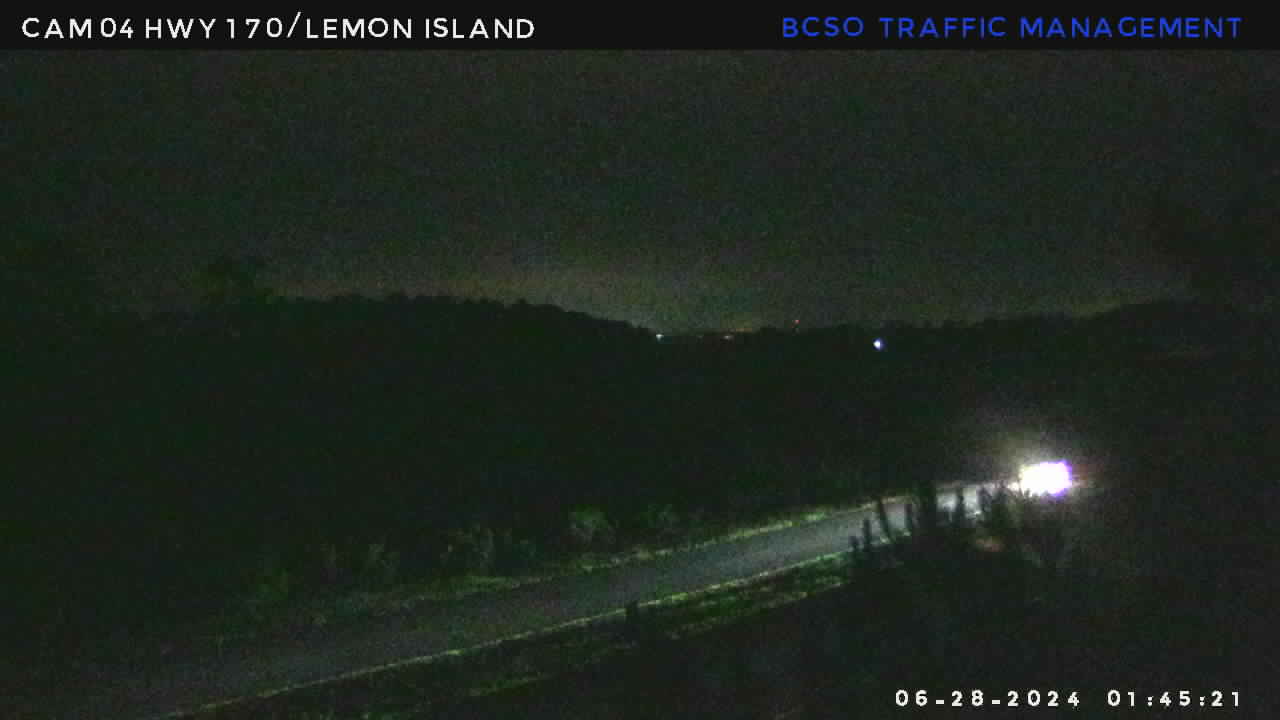 CAM04 HWY 170/LEMON ISLAND
BCSO TRAFFIC MANAGEMENT
06-28-2024 01:45:21